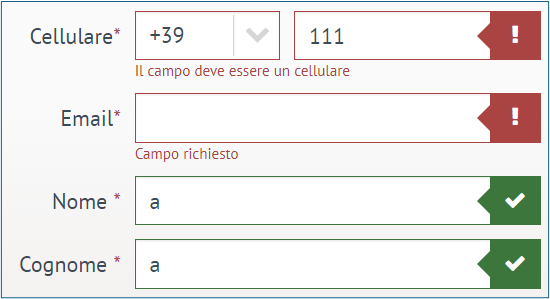 Cellulare* +39 111
Il campo deve essere un cellulare
Email*
Campo richiesto
Nome * a
Cognome * a